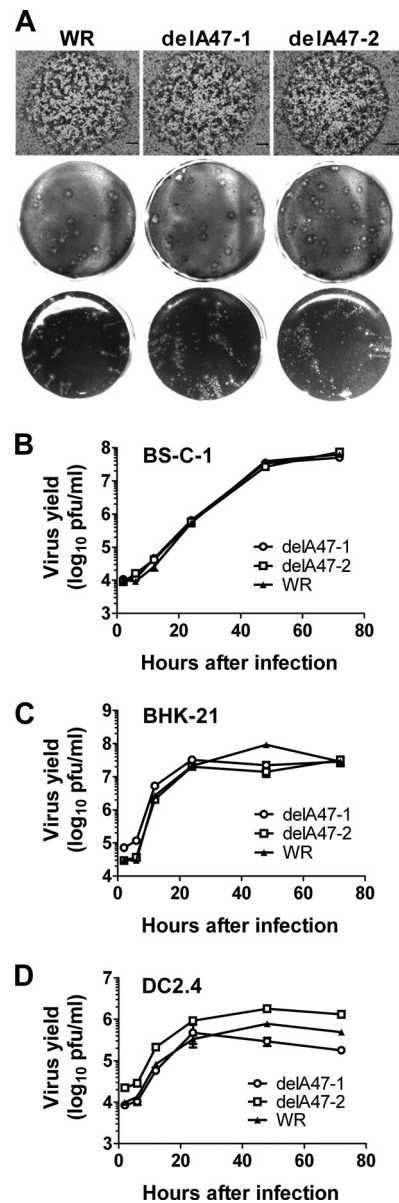 A
WR delA47-1 delA47-2
B
BS-C-1
Virus yield
(log10 pfu/ml)
8
7
6
5
4
3
0 20 40 60 80
delA47-1
delA47-2
WR
Hours after infection
C
BHK-21
Virus yield
(log10 pfu/ml)
9
8
7
6
5
4
0 20 40 60 80
delA47-1
delA47-2
WR
Hours after infection
D
DC2.4
Virus yield
(log10 pfu/ml)
7
6
5
4
3
0 20 40 60 80
delA47-1
delA47-2
WR
Hours after infection